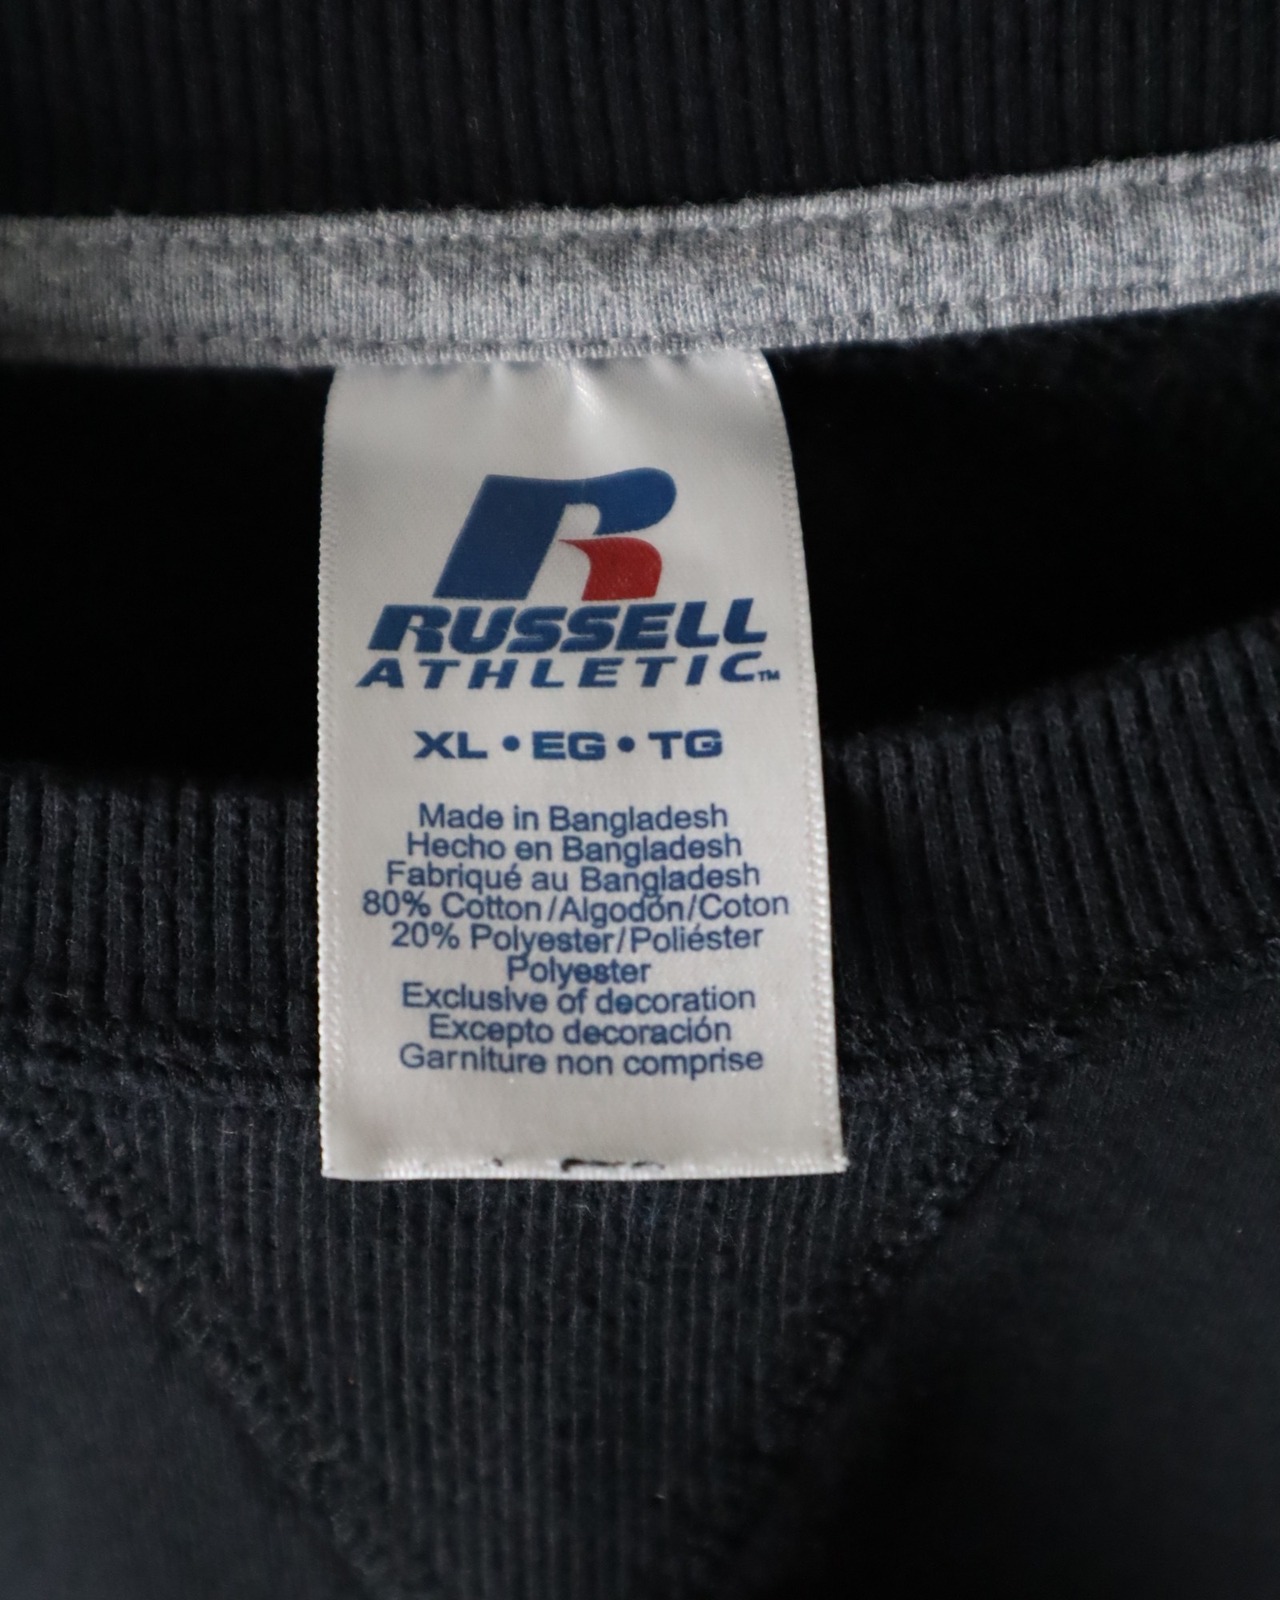 R
RUSSELL
ATHLETIC™
XL • EG • TG
Made in Bangladesh
Hecho en Bangladesh
Fabriqué au Bangladesh
80% Cotton/Algodón/Coton
20% Polyester/Poliéster
Polyester
Exclusive of decoration
Excepto decoración
Garniture non comprise